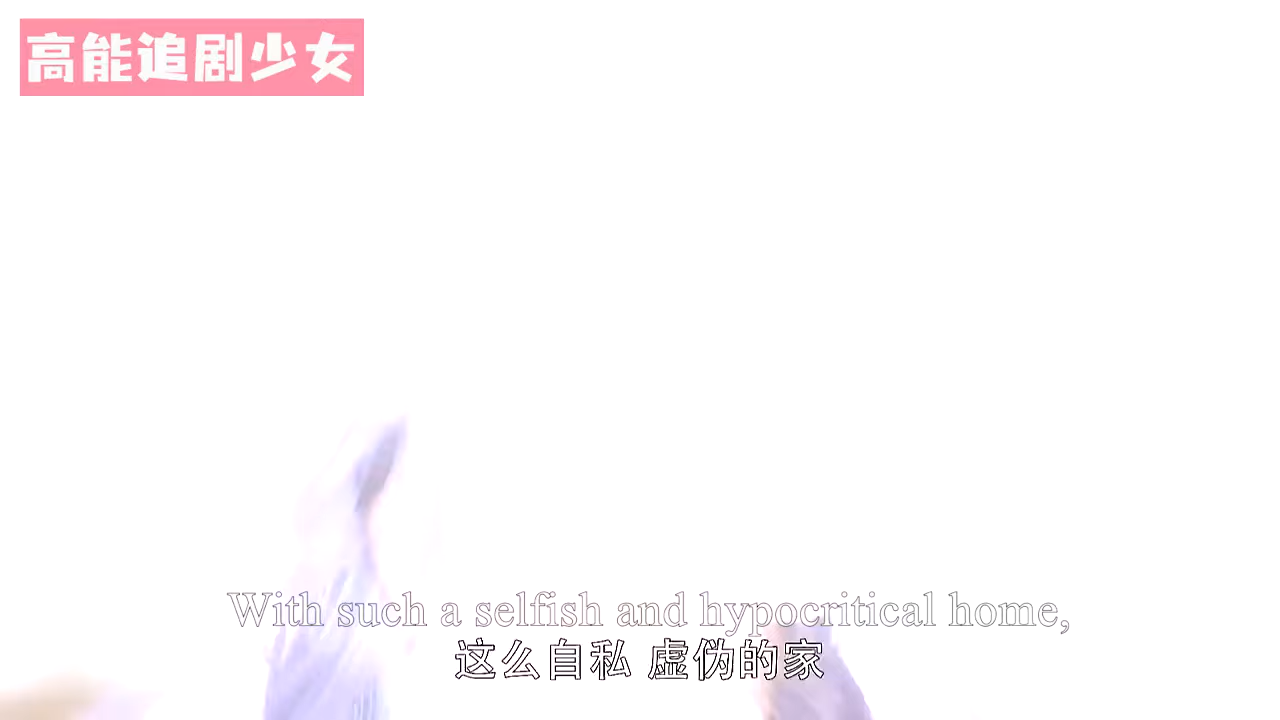 高能追剧少女
With such a selfish and hypocritical home,
这么自私 虚伪的家